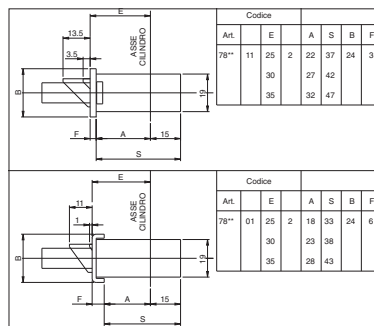 E
13.5
3.5
ASSE
CILINDRO
B
19
F A 15
S
Codice
Art. E A S B F
78** 11 25 2 22 37 24 3
30 27 42
35 32 47
E
11
1
ASSE
CILINDRO
B
19
F A 15
S
Codice
Art. E A S B F
78** 01 25 2 18 33 24 6
30 23 38
35 28 43